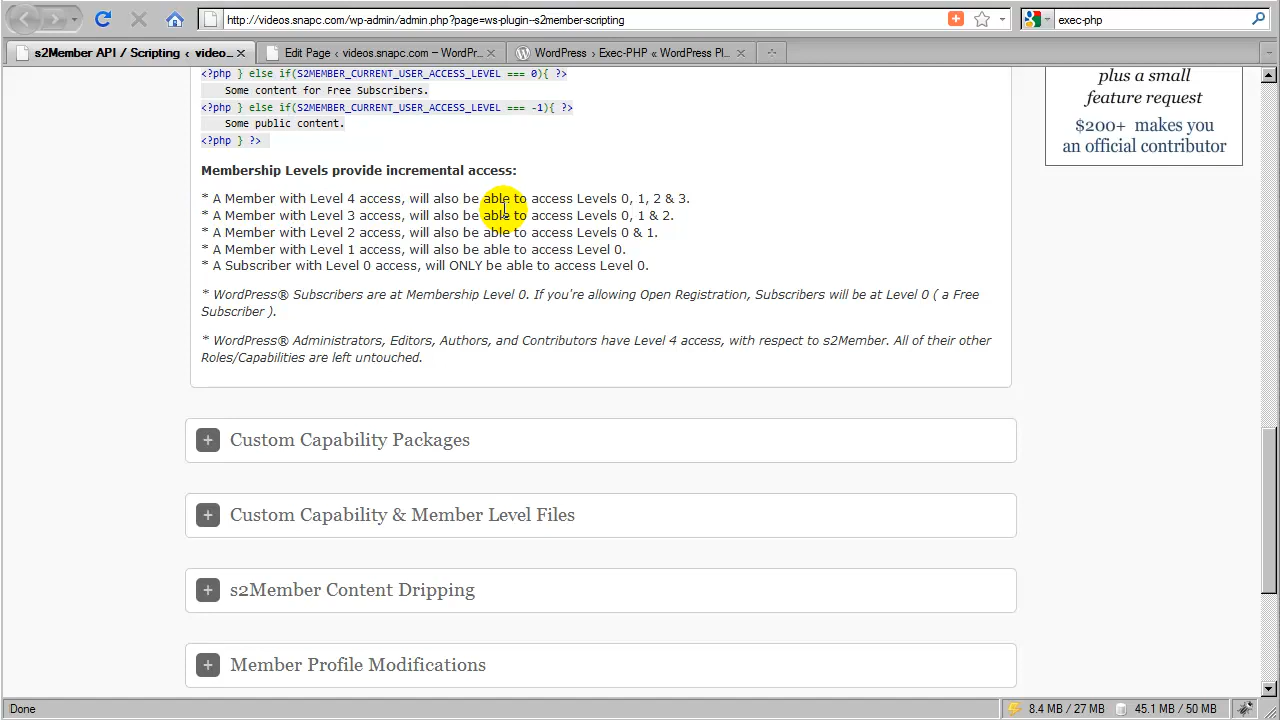 http://videos.snapc.com/wp-admin/admin.php?page=ws-plugin--s2member-scripting
exec-php
s2Member API / Scripting ‹ video...
Edit Page ‹ videos.snapc.com — WordPr...
WordPress › Exec-PHP « WordPress Pl...
<?php } else if(S2MEMBER_CURRENT_USER_ACCESS_LEVEL === 0){ ?>
Some content for Free Subscribers.
<?php } else if(S2MEMBER_CURRENT_USER_ACCESS_LEVEL === -1){ ?>
Some public content.
<?php } ?>
Membership Levels provide incremental access:
* A Member with Level 4 access, will also be able to access Levels 0, 1, 2 & 3.
* A Member with Level 3 access, will also be able to access Levels 0, 1 & 2.
* A Member with Level 2 access, will also be able to access Levels 0 & 1.
* A Member with Level 1 access, will also be able to access Level 0.
* A Subscriber with Level 0 access, will ONLY be able to access Level 0.
* WordPress® Subscribers are at Membership Level 0. If you're allowing Open Registration, Subscribers will be at Level 0 ( a Free
Subscriber ).
* WordPress® Administrators, Editors, Authors, and Contributors have Level 4 access, with respect to s2Member. All of their other
Roles/Capabilities are left untouched.
plus a small
feature request
$200+ makes you
an official contributor
Custom Capability Packages
Custom Capability & Member Level Files
s2Member Content Dripping
Member Profile Modifications
Done
8.4 MB / 27 MB
45.1 MB / 50 MB